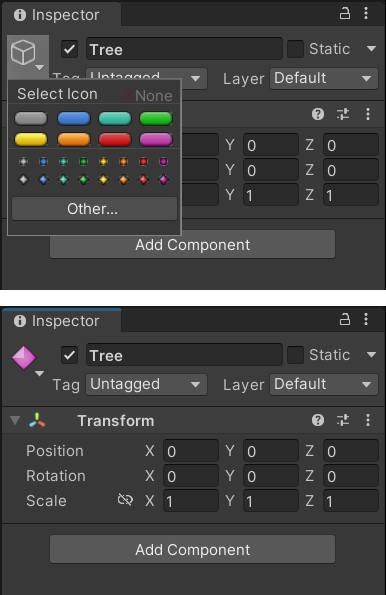 Inspector
Tree Static
Tag Untagged Layer Default
Select Icon None
Y 0 Z 0
Y 0 Z 0
Y 1 Z 1
Other...
Add Component
Inspector
Tree Static
Tag Untagged Layer Default
Transform
Position X 0 Y 0 Z 0
Rotation X 0 Y 0 Z 0
Scale X 1 Y 1 Z 1
Add Component